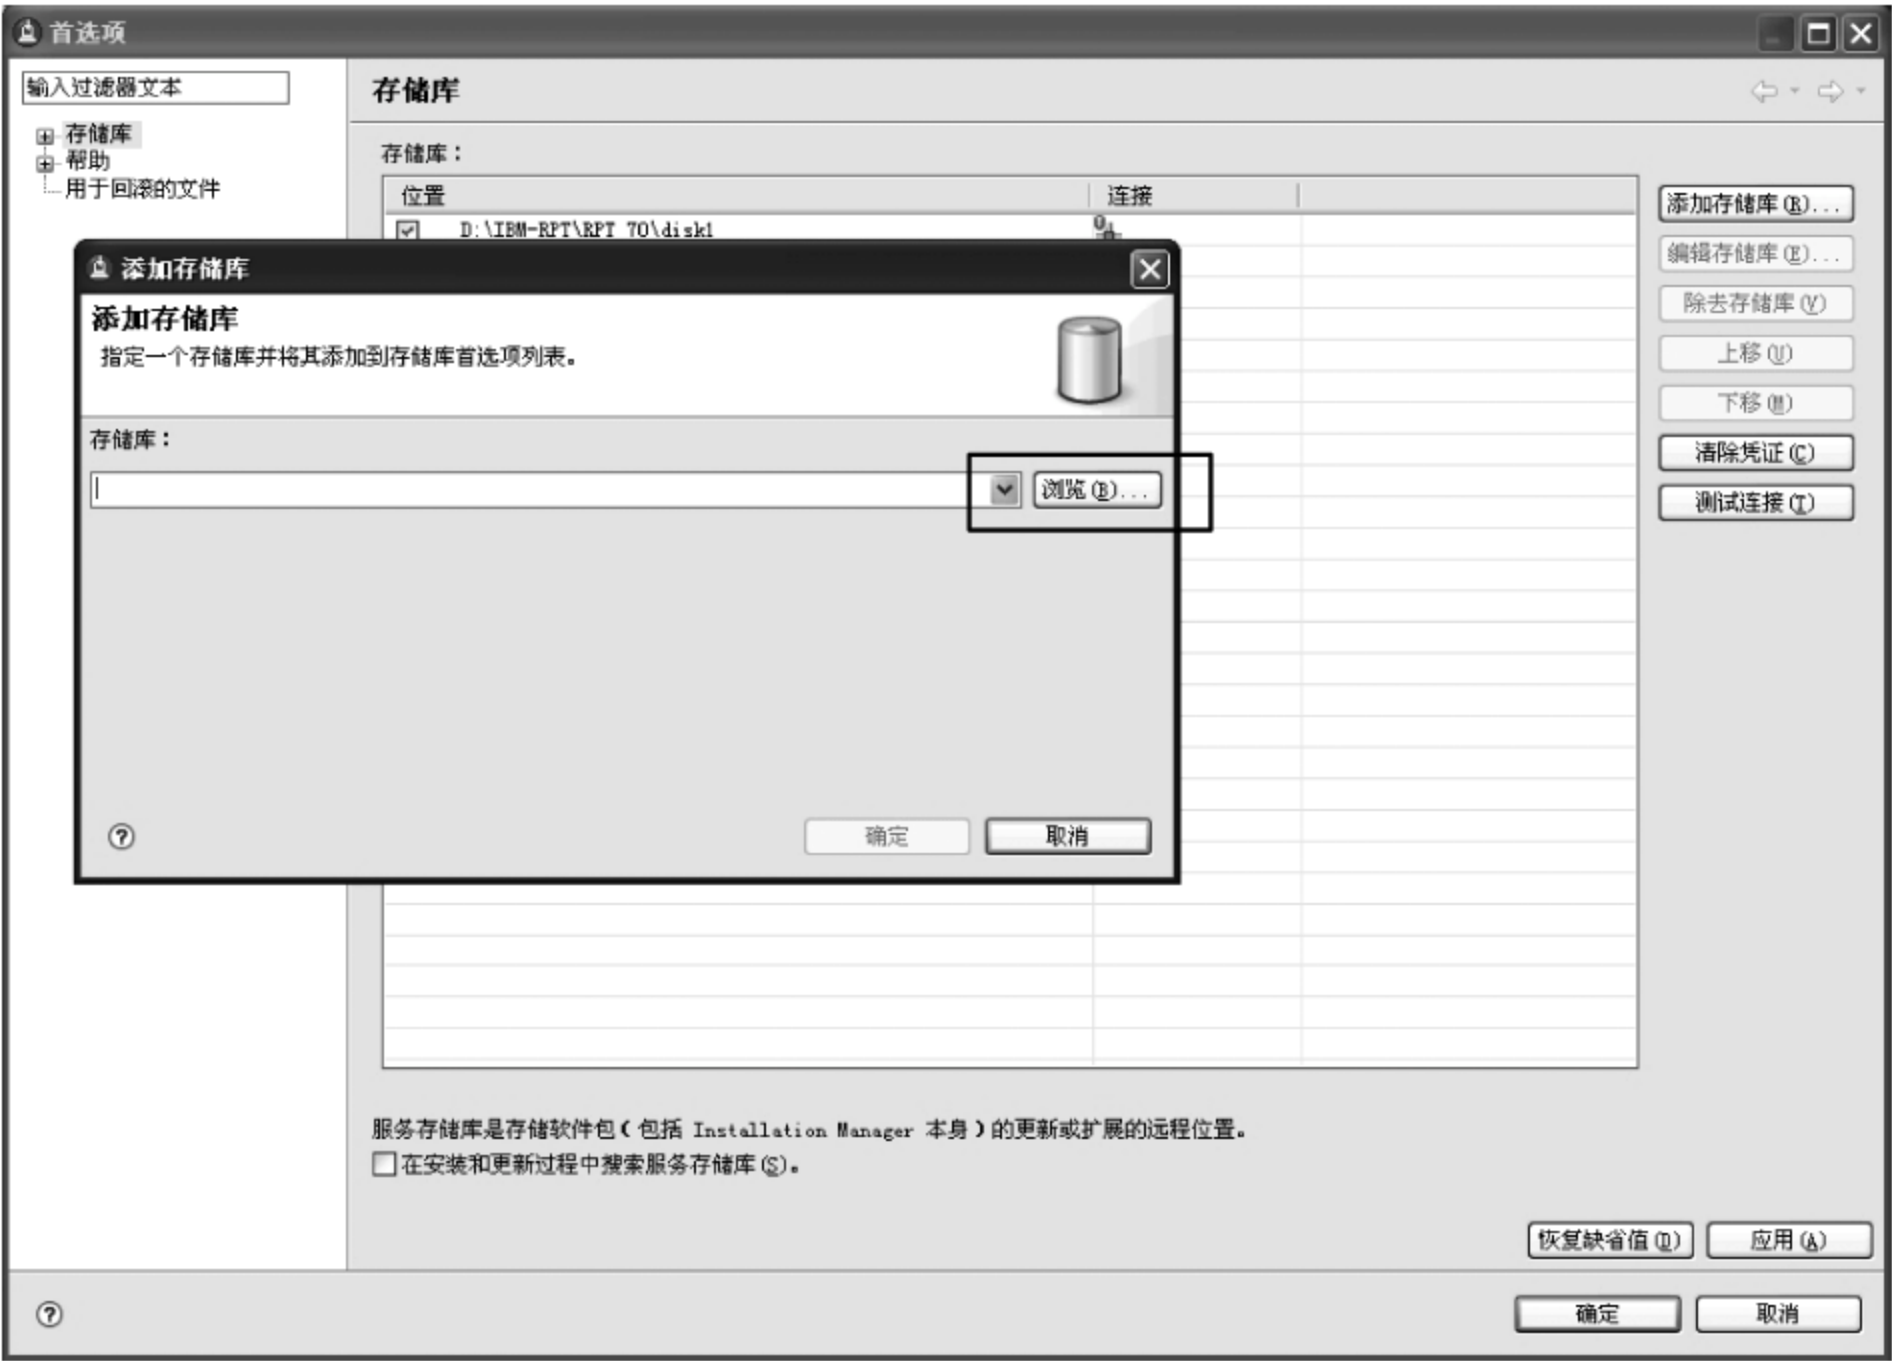 首选项
输入过滤器文本
存储库
帮助
用于回滚的文件
存储库
存储库：
位置 连接
D:\IBM-RPT\RPT 70\disk1
添加存储库(R)...
编辑存储库(E)...
除去存储库(V)
上移(U)
下移(M)
清除凭证(C)
测试连接(T)
添加存储库
添加存储库
指定一个存储库并将其添加到存储库首选项列表。
存储库：
浏览(B)...
确定 取消
服务存储库是存储软件包（包括 Installation Manager 本身）的更新或扩展的远程位置。
在安装和更新过程中搜索服务存储库(S)。
恢复缺省值(D) 应用(A)
确定 取消